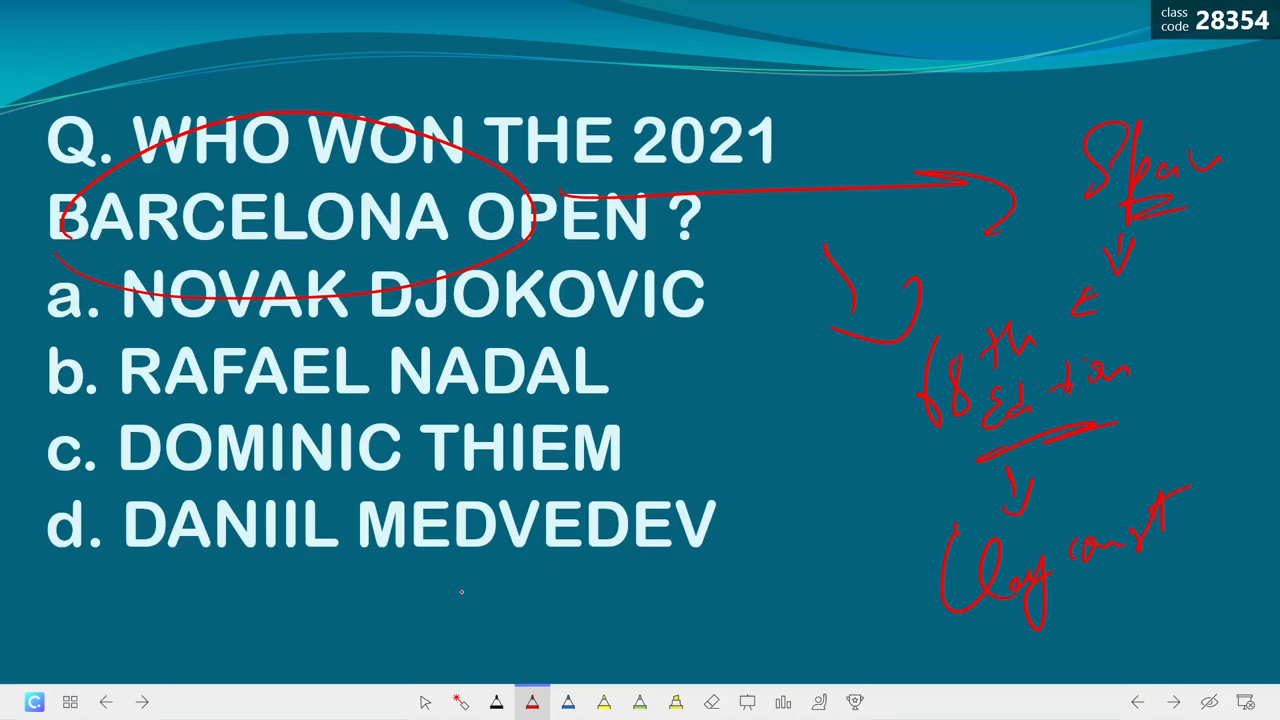 class
code 28354
Q. WHO WON THE 2021
BARCELONA OPEN ?
a. NOVAK DJOKOVIC
b. RAFAEL NADAL
c. DOMINIC THIEM
d. DANIIL MEDVEDEV
Spain
68th
Edition
Clay court